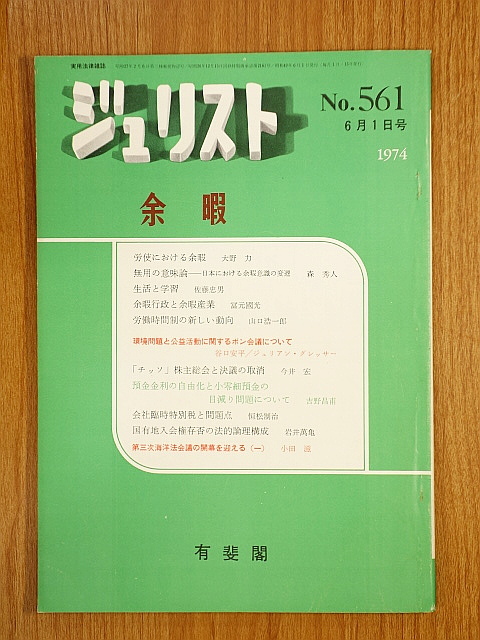 実用法律雑誌
ジュリスト
No.561
6月1日号
1974
余暇
労使における余暇 大野 力
無用の意味論——日本における余暇意識の変遷 森 秀人
生活と学習 佐藤忠男
余暇行政と余暇産業 冨元國光
労働時間制の新しい動向 山口浩一郎
環境問題と公益活動に関するボン会議について
谷口安平/ジュリアン・グレッサー
「チッソ」株主総会と決議の取消 今井 宏
預金金利の自由化と小零細預金の
目減り問題について 吉野昌甫
会社臨時特別税と問題点 恒松制治
国有地入会権存否の法的論理構成 岩井萬亀
第三次海洋法会議の開幕を迎える(一) 小田 滋
有斐閣